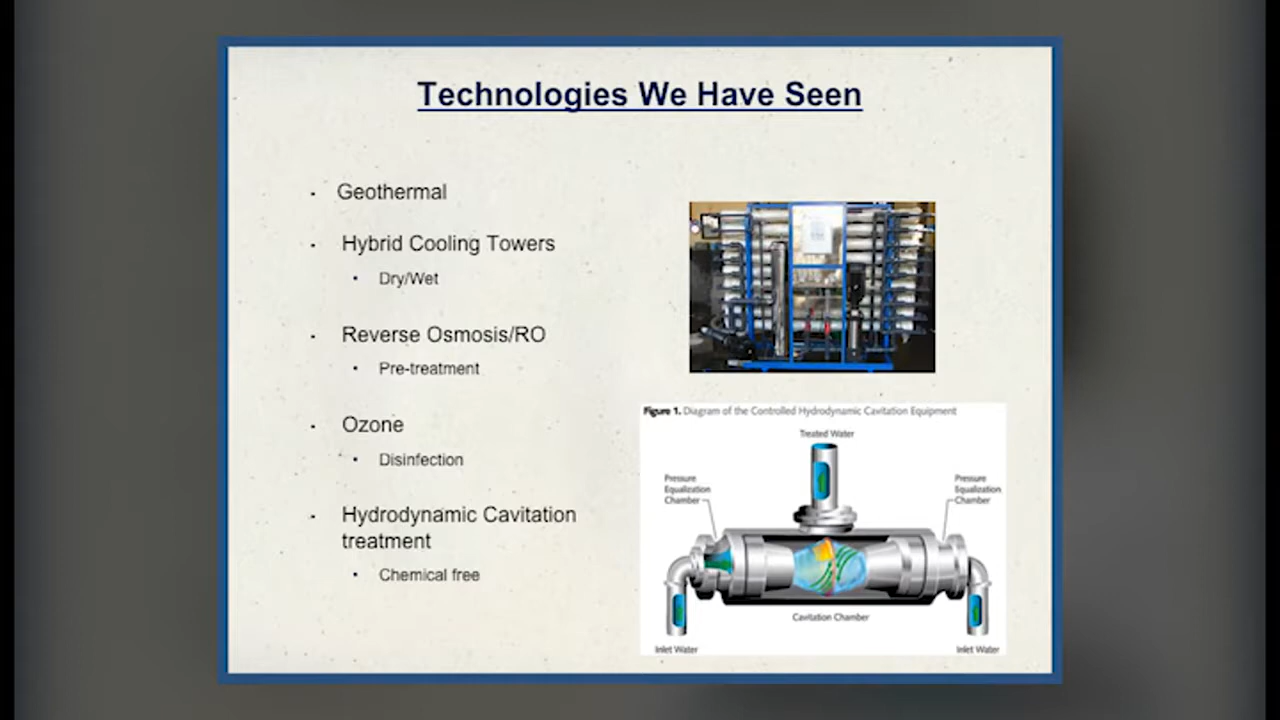 Technologies We Have Seen
· Geothermal
· Hybrid Cooling Towers
• Dry/Wet
· Reverse Osmosis/RO
• Pre-treatment
· Ozone
• Disinfection
· Hydrodynamic Cavitation
treatment
• Chemical free
Figure 1. Diagram of the Controlled Hydrodynamic Cavitation Equipment
Treated Water
Pressure
Equalization
Chamber
Pressure
Equalization
Chamber
Cavitation Chamber
Inlet Water
Inlet Water